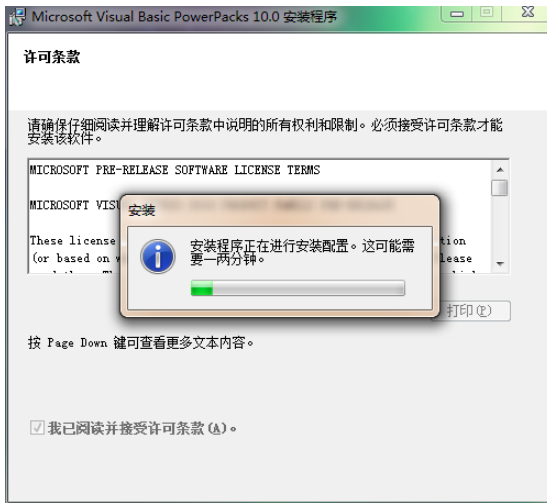 Microsoft Visual Basic PowerPacks 10.0 安装程序
许可条款
请确保仔细阅读并理解许可条款中说明的所有权利和限制。必须接受许可条款才能
安装该软件。
MICROSOFT PRE-RELEASE SOFTWARE LICENSE TERMS
MICROSOFT
安装
These license
(or based on
安装程序正在进行安装配置。这可能需
要一两分钟。
打印(P)
按 Page Down 键可查看更多文本内容。
我已阅读并接受许可条款(A)。